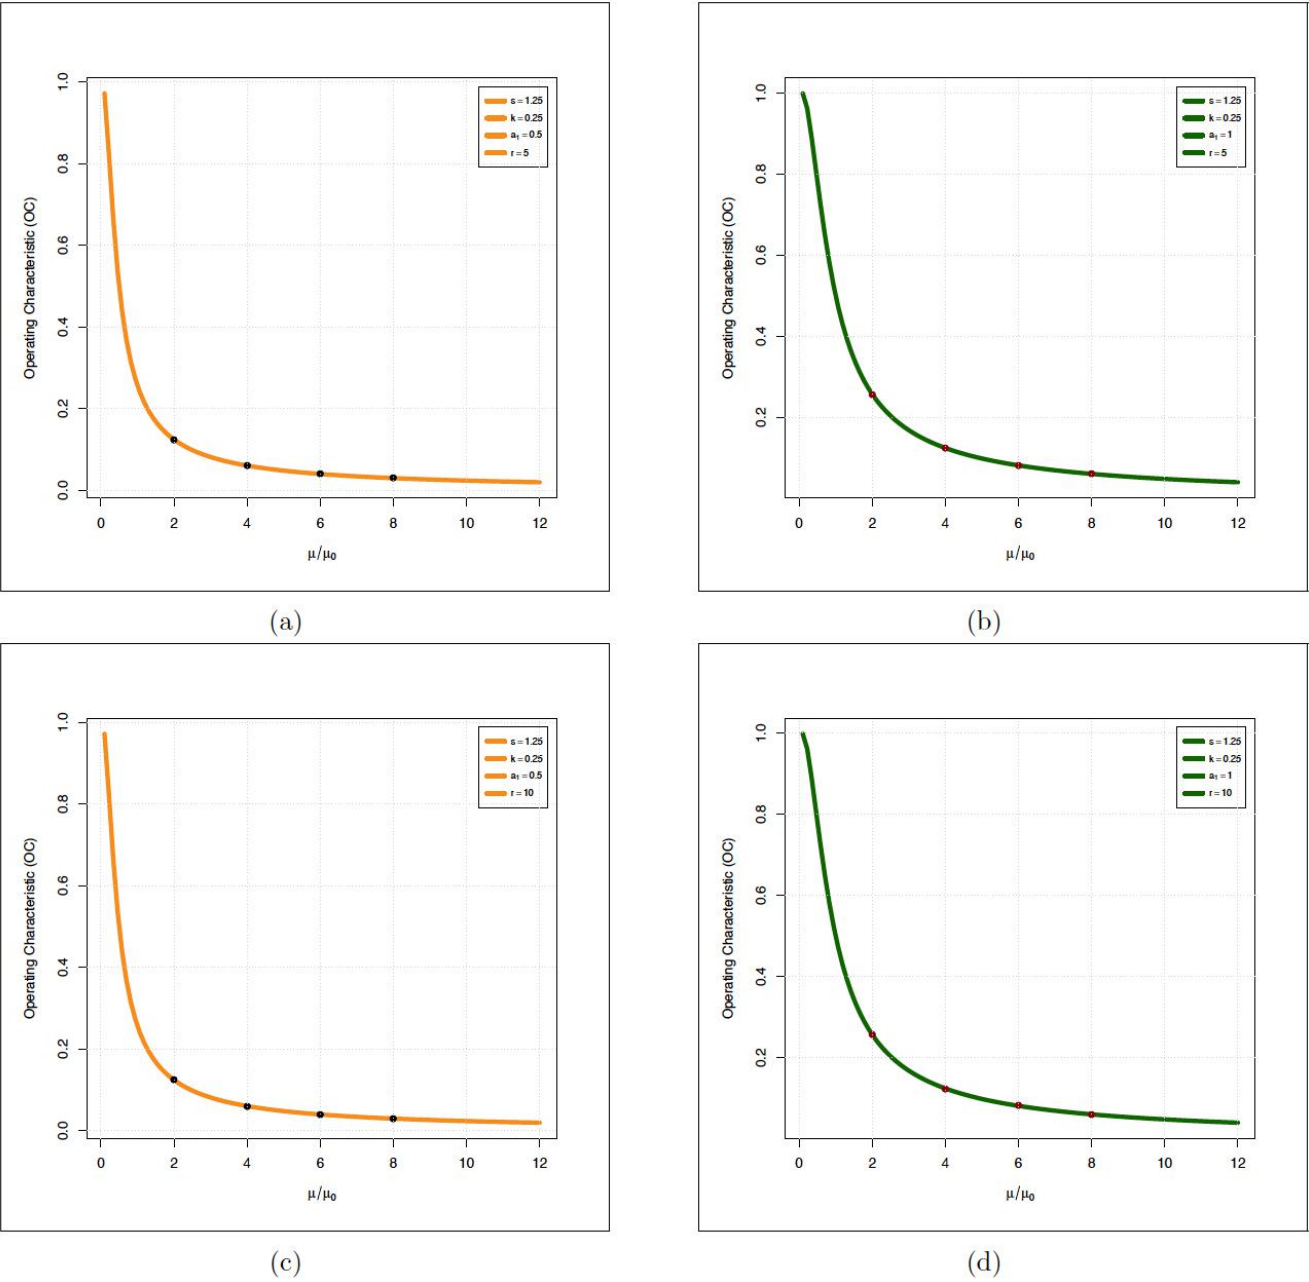 Operating Characteristic (OC)
1.0
0.8
0.6
0.4
0.2
0.0
s = 1.25
k = 0.25
a₁ = 0.5
r = 5
0 2 4 6 8 10 12
μ/μ₀
(a)
Operating Characteristic (OC)
1.0
0.8
0.6
0.4
0.2
s = 1.25
k = 0.25
a₁ = 1
r = 5
0 2 4 6 8 10 12
μ/μ₀
(b)
Operating Characteristic (OC)
1.0
0.8
0.6
0.4
0.2
0.0
s = 1.25
k = 0.25
a₁ = 0.5
r = 10
0 2 4 6 8 10 12
μ/μ₀
(c)
Operating Characteristic (OC)
1.0
0.8
0.6
0.4
0.2
s = 1.25
k = 0.25
a₁ = 1
r = 10
0 2 4 6 8 10 12
μ/μ₀
(d)